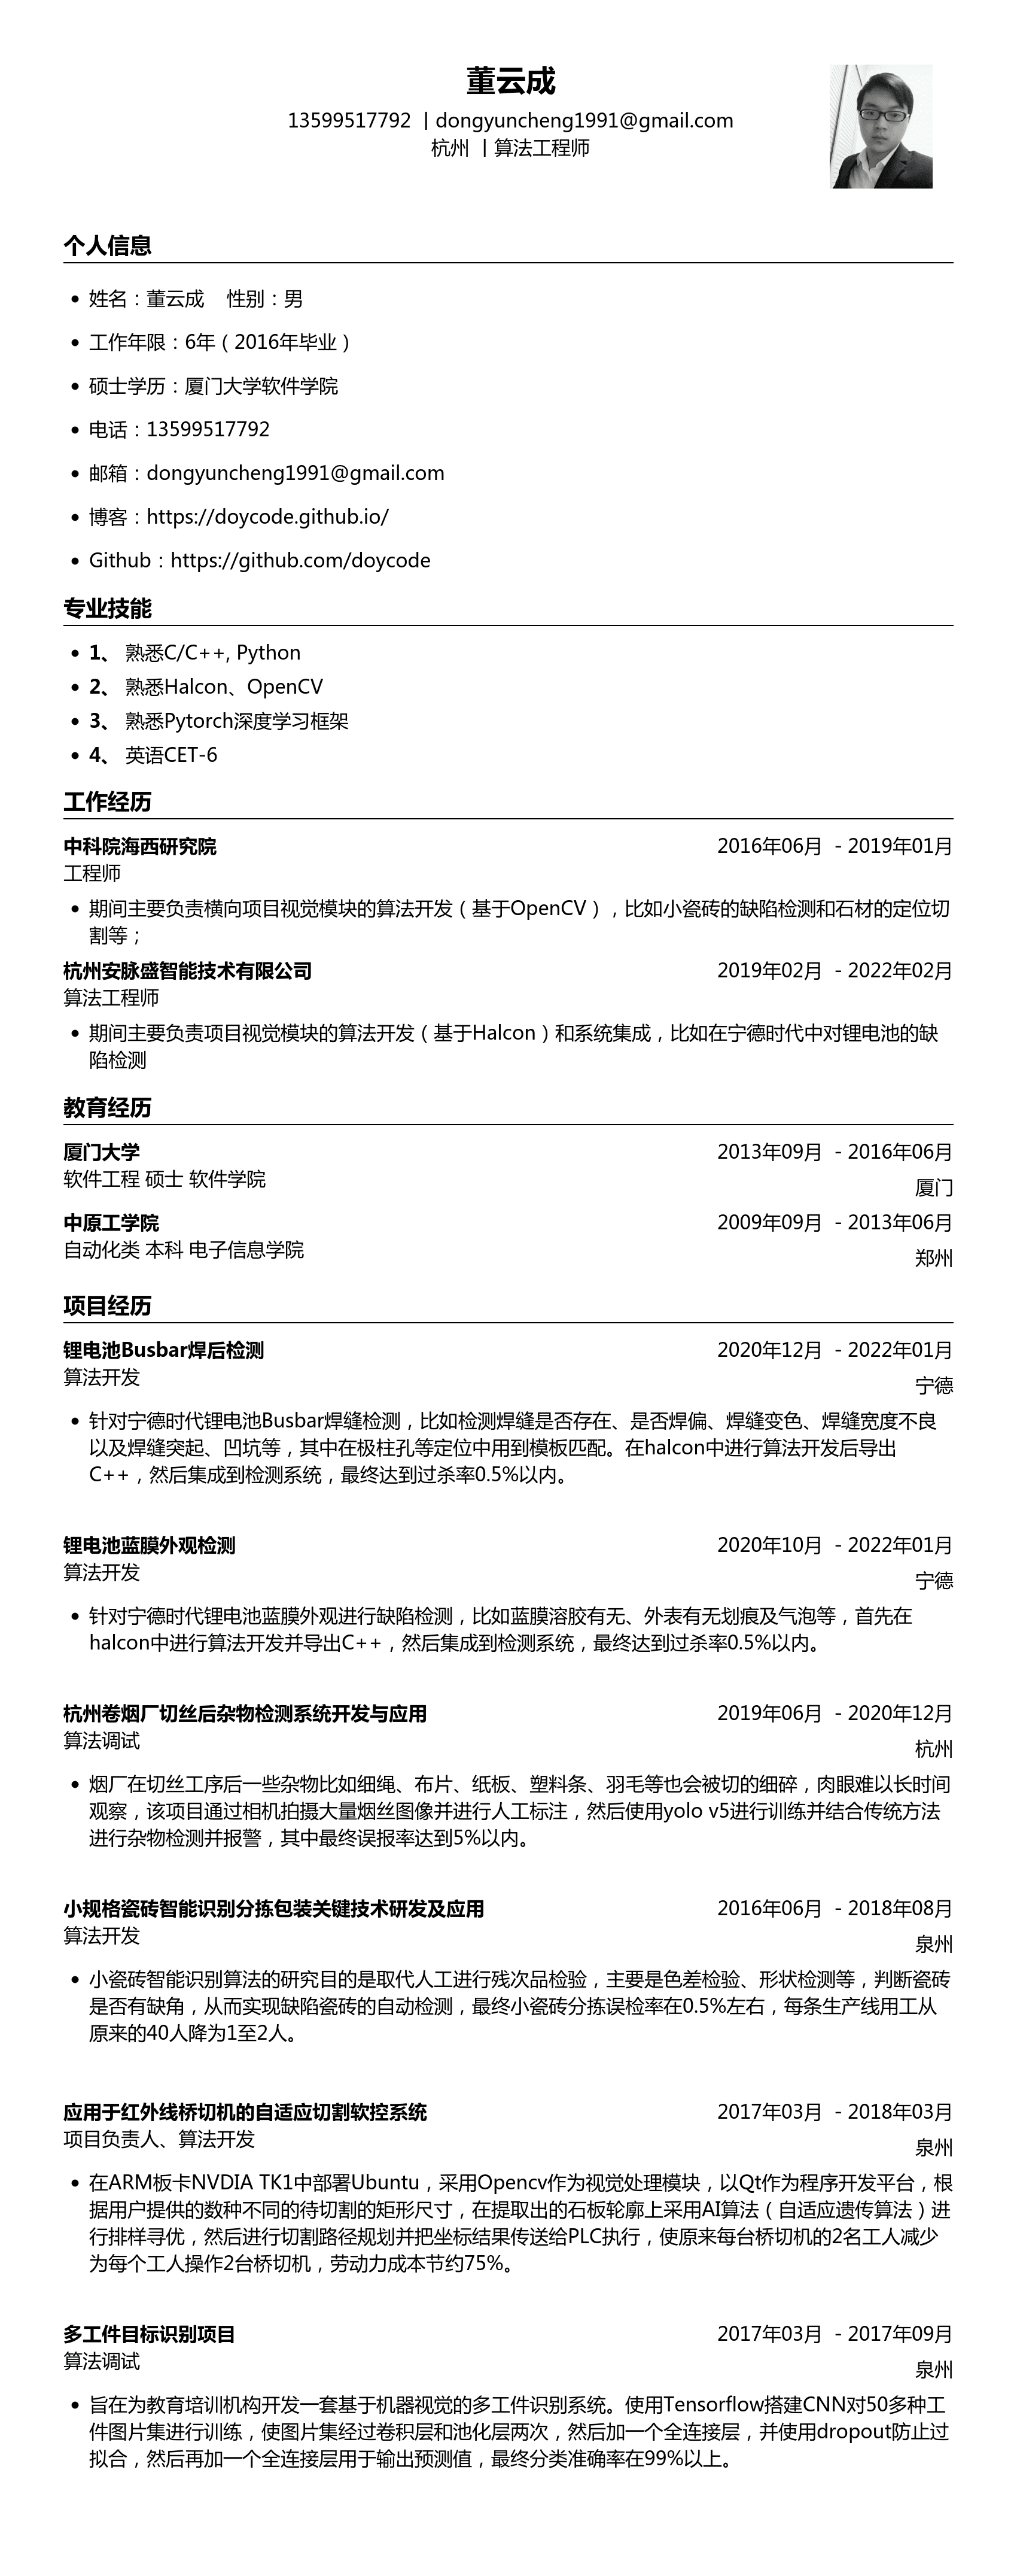 董云成
13599517792 | dongyuncheng1991@gmail.com
杭州 | 算法工程师
个人信息
• 姓名：董云成 性别：男
• 工作年限：6年（2016年毕业）
• 硕士学历：厦门大学软件学院
• 电话：13599517792
• 邮箱：dongyuncheng1991@gmail.com
• 博客：https://doycode.github.io/
• Github：https://github.com/doycode
专业技能
• 1、 熟悉C/C++, Python
• 2、 熟悉Halcon、OpenCV
• 3、 熟悉Pytorch深度学习框架
• 4、 英语CET-6
工作经历
中科院海西研究院 2016年06月 - 2019年01月
工程师
• 期间主要负责横向项目视觉模块的算法开发（基于OpenCV），比如小瓷砖的缺陷检测和石材的定位切
割等；
杭州安脉盛智能技术有限公司 2019年02月 - 2022年02月
算法工程师
• 期间主要负责项目视觉模块的算法开发（基于Halcon）和系统集成，比如在宁德时代中对锂电池的缺
陷检测
教育经历
厦门大学 2013年09月 - 2016年06月
软件工程 硕士 软件学院 厦门
中原工学院 2009年09月 - 2013年06月
自动化类 本科 电子信息学院 郑州
项目经历
锂电池Busbar焊后检测 2020年12月 - 2022年01月
算法开发 宁德
• 针对宁德时代锂电池Busbar焊缝检测，比如检测焊缝是否存在、是否焊偏、焊缝变色、焊缝宽度不良
以及焊缝突起、凹坑等，其中在极柱孔等定位中用到模板匹配。在halcon中进行算法开发后导出
C++，然后集成到检测系统，最终达到过杀率0.5%以内。
锂电池蓝膜外观检测 2020年10月 - 2022年01月
算法开发 宁德
• 针对宁德时代锂电池蓝膜外观进行缺陷检测，比如蓝膜溶胶有无、外表有无划痕及气泡等，首先在
halcon中进行算法开发并导出C++，然后集成到检测系统，最终达到过杀率0.5%以内。
杭州卷烟厂切丝后杂物检测系统开发与应用 2019年06月 - 2020年12月
算法调试 杭州
• 烟厂在切丝工序后一些杂物比如细绳、布片、纸板、塑料条、羽毛等也会被切的细碎，肉眼难以长时间
观察，该项目通过相机拍摄大量烟丝图像并进行人工标注，然后使用yolo v5进行训练并结合传统方法
进行杂物检测并报警，其中最终误报率达到5%以内。
小规格瓷砖智能识别分拣包装关键技术研发及应用 2016年06月 - 2018年08月
算法开发 泉州
• 小瓷砖智能识别算法的研究目的是取代人工进行残次品检验，主要是色差检验、形状检测等，判断瓷砖
是否有缺角，从而实现缺陷瓷砖的自动检测，最终小瓷砖分拣误检率在0.5%左右，每条生产线用工从
原来的40人降为1至2人。
应用于红外线桥切机的自适应切割软控系统 2017年03月 - 2018年03月
项目负责人、算法开发 泉州
• 在ARM板卡NVDIA TK1中部署Ubuntu，采用Opencv作为视觉处理模块，以Qt作为程序开发平台，根
据用户提供的数种不同的待切割的矩形尺寸，在提取出的石板轮廓上采用AI算法（自适应遗传算法）进
行排样寻优，然后进行切割路径规划并把坐标结果传送给PLC执行，使原来每台桥切机的2名工人减少
为每个工人操作2台桥切机，劳动力成本节约75%。
多工件目标识别项目 2017年03月 - 2017年09月
算法调试 泉州
• 旨在为教育培训机构开发一套基于机器视觉的多工件识别系统。使用Tensorflow搭建CNN对50多种工
件图片集进行训练，使图片集经过卷积层和池化层两次，然后加一个全连接层，并使用dropout防止过
拟合，然后再加一个全连接层用于输出预测值，最终分类准确率在99%以上。